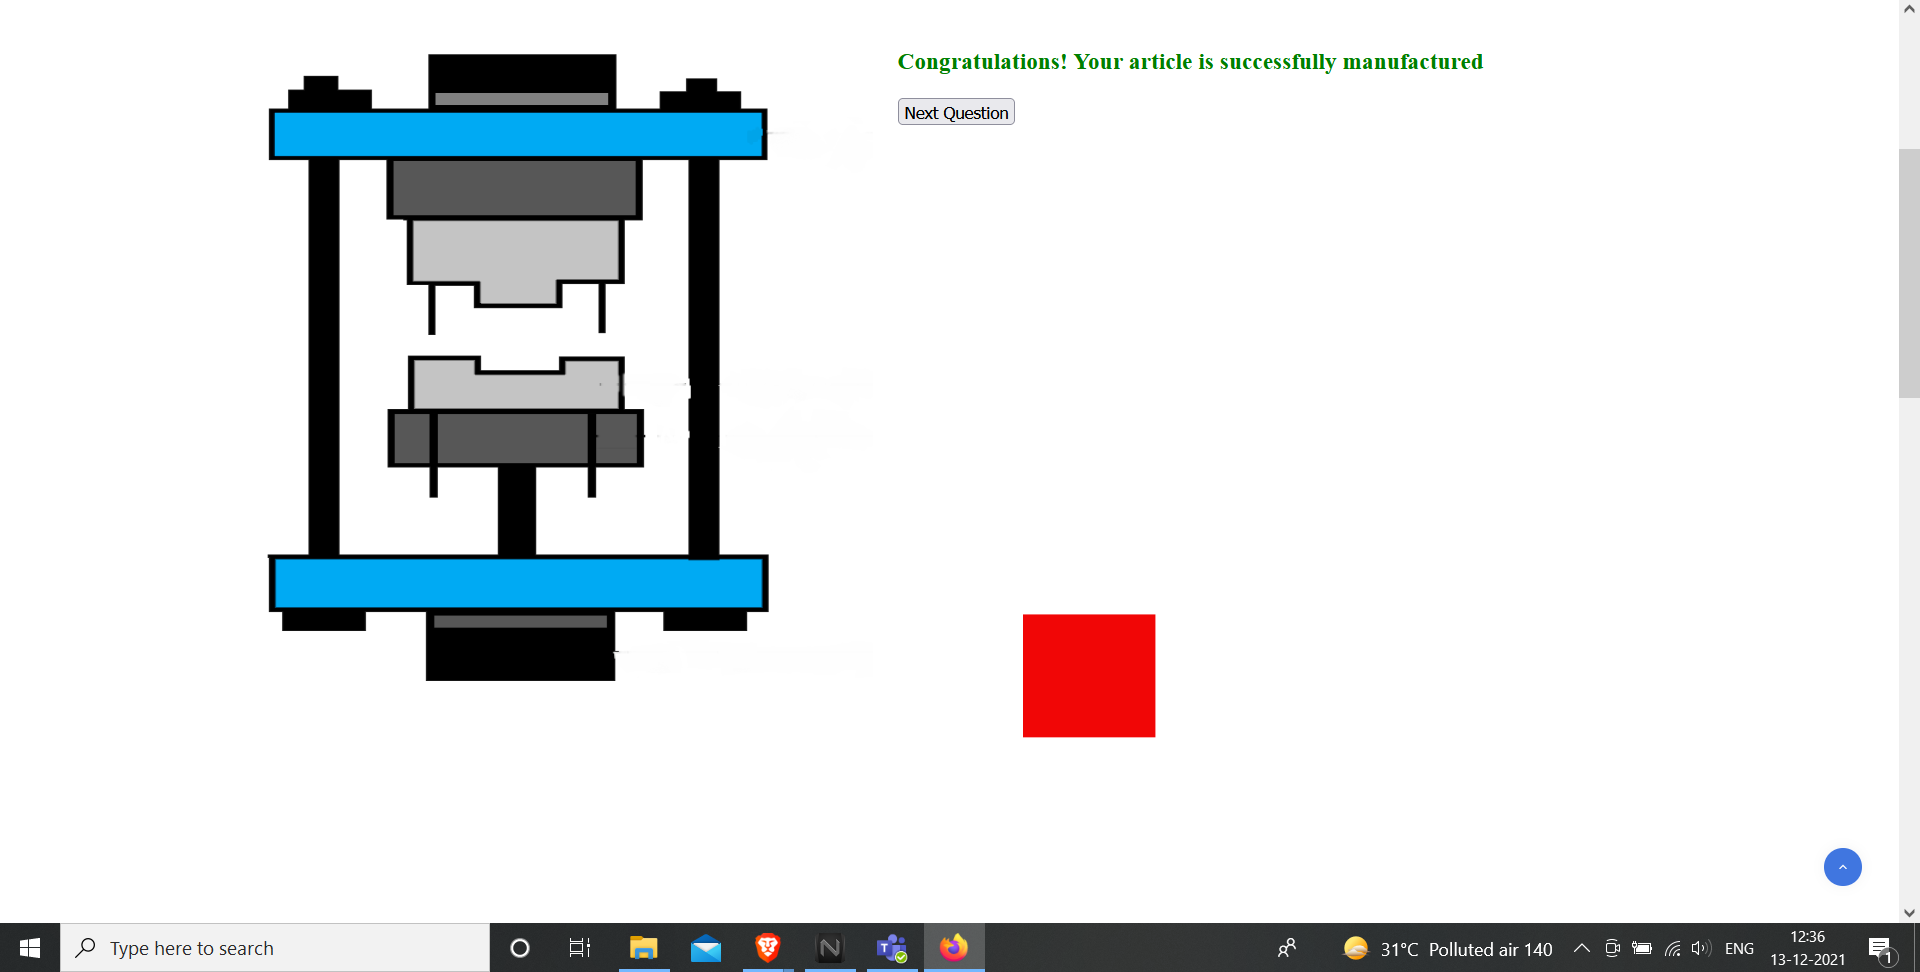 Congratulations! Your article is successfully manufactured
Next Question
Type here to search
N
T
31°C Polluted air 140
ENG
12:36
13-12-2021
1